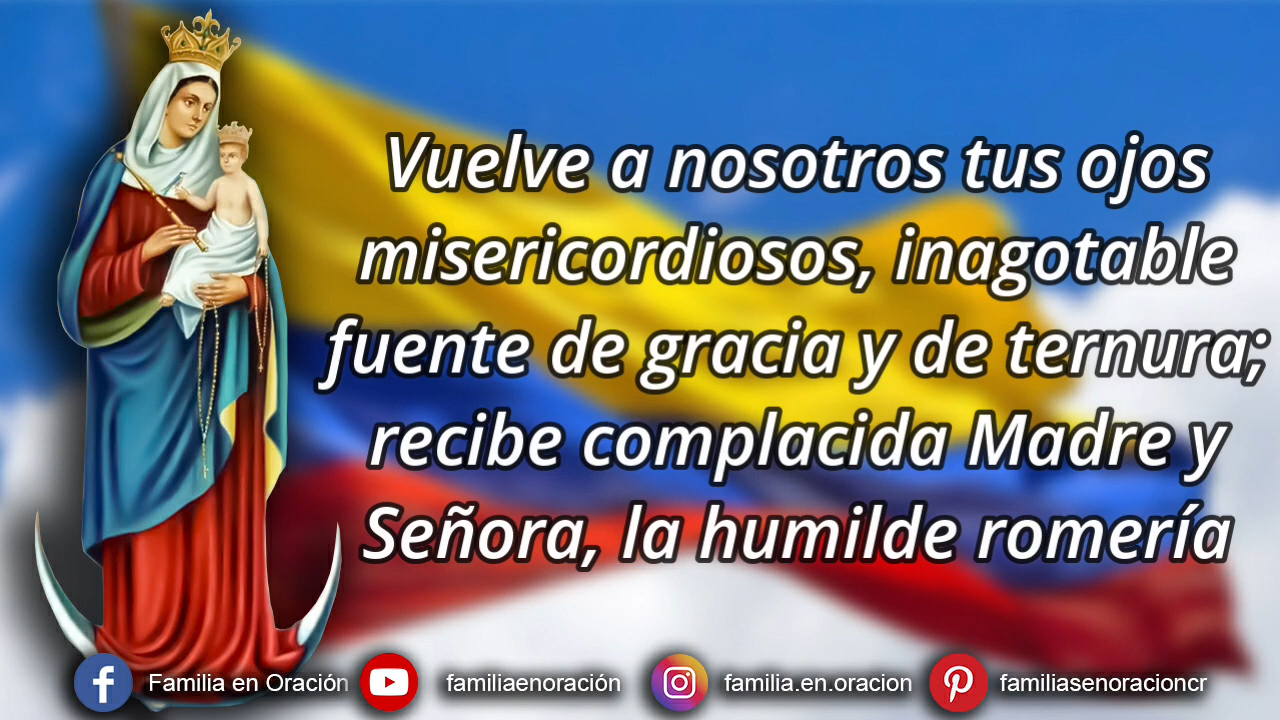 Vuelve a nosotros tus ojos
misericordiosos, inagotable
fuente de gracia y de ternura;
recibe complacida Madre y
Señora, la humilde romería
Familia en Oración familiaenoración familia.en.oracion familiasenoracioncr